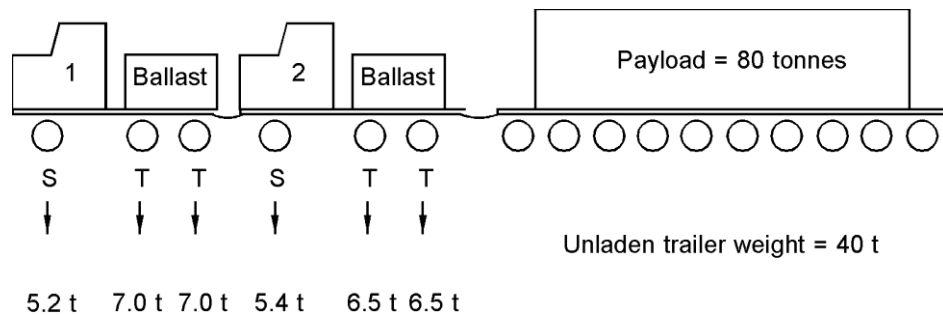 1 Ballast 2 Ballast Payload = 80 tonnes
S T T S T T
Unladen trailer weight = 40 t
5.2 t 7.0 t 7.0 t 5.4 t 6.5 t 6.5 t